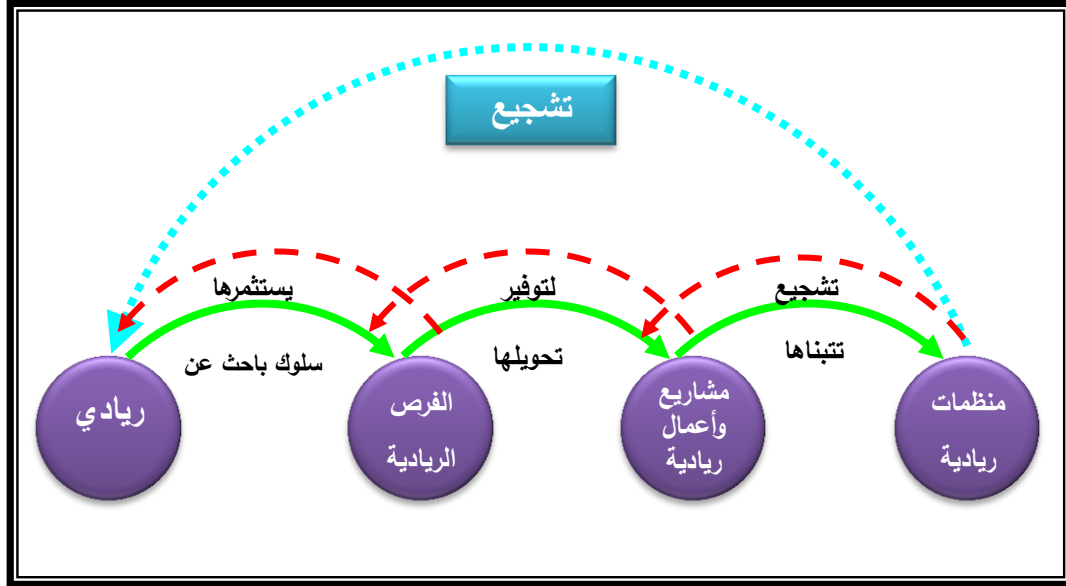 تشجيع
تشجيع
لتوفير
يستثمرها
تتبناها
تحويلها
سلوك باحث عن
ريادي
الفرص
الريادية
مشاريع
وأعمال
ريادية
منظمات
ريادية